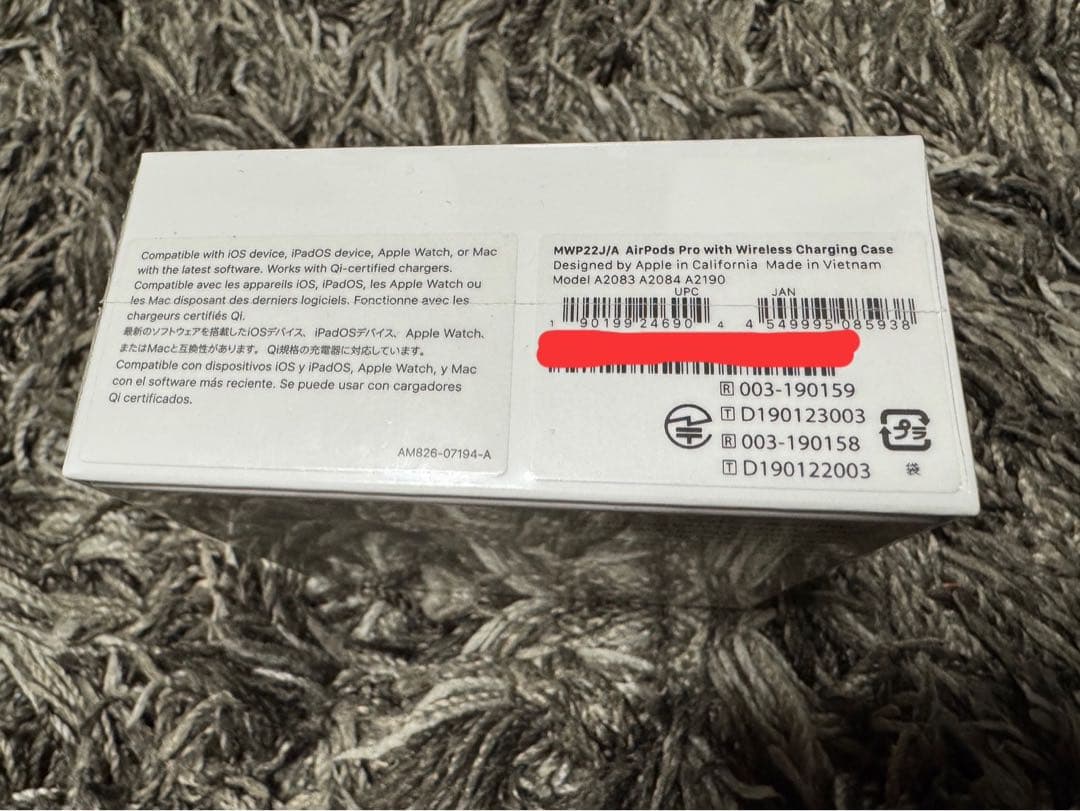 Compatible with iOS device, iPadOS device, Apple Watch, or Mac
with the latest software. Works with Qi-certified chargers.
Compatible avec les appareils iOS, iPadOS, les Apple Watch ou
les Mac disposant des derniers logiciels. Fonctionne avec les
chargeurs certifiés Qi.
最新のソフトウェアを搭載したiOSデバイス、iPadOSデバイス、Apple Watch、
またはMacと互換性があります。Qi規格の充電器に対応しています。
Compatible con dispositivos iOS y iPadOS, Apple Watch, y Mac
con el software más reciente. Se puede usar con cargadores
Qi certificados.
AM826-07194-A
MWP22J/A AirPods Pro with Wireless Charging Case
Designed by Apple in California Made in Vietnam
Model A2083 A2084 A2190
UPC JAN
1 90199 24690 4 4 549995 085938
R 003-190159
T D190123003
R 003-190158
T D190122003
プラ
袋